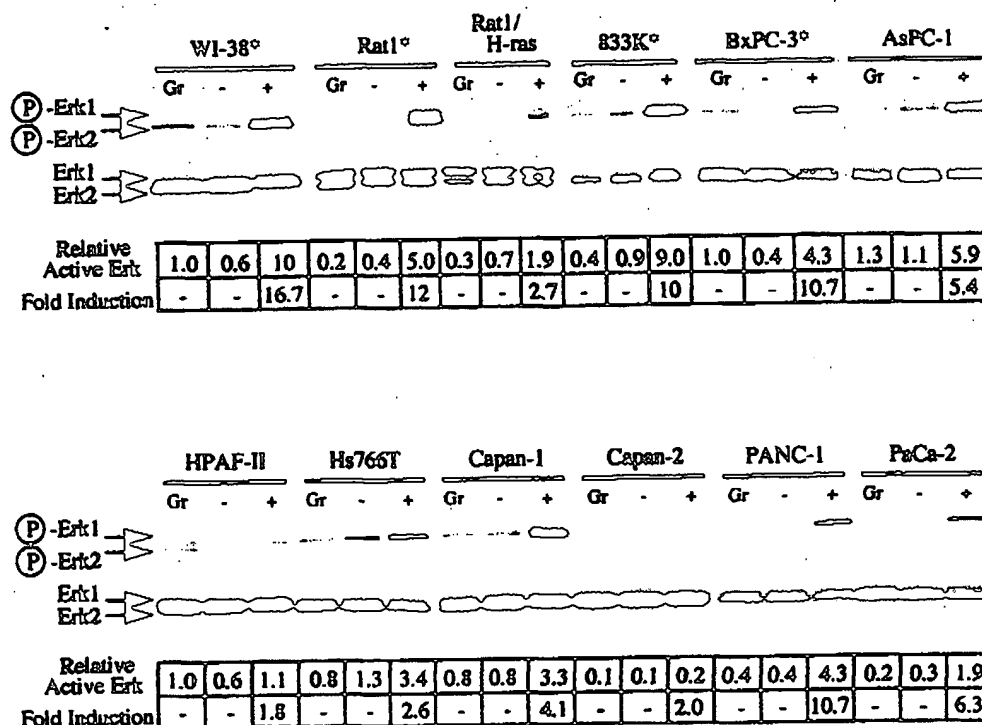 WI-38° Rat1° Rat1/ H-ras 833K° BxPC-3° AsPC-1
Gr - + Gr - + Gr - + Gr - + Gr - + Gr - +
P -Erk1
P -Erk2
Erk1
Erk2
Relative Active Erk 1.0 0.6 10 0.2 0.4 5.0 0.3 0.7 1.9 0.4 0.9 9.0 1.0 0.4 4.3 1.3 1.1 5.9
Fold Induction - - 16.7 - - 12 - - 2.7 - - 10 - - 10.7 - - 5.4
HPAF-II Hs766T Capan-1 Capan-2 PANC-1 PaCa-2
Gr - + Gr - + Gr - + Gr - + Gr - + Gr - +
P -Erk1
P -Erk2
Erk1
Erk2
Relative Active Erk 1.0 0.6 1.1 0.8 1.3 3.4 0.8 0.8 3.3 0.1 0.1 0.2 0.4 0.4 4.3 0.2 0.3 1.9
Fold Induction - - 1.8 - - 2.6 - - 4.1 - - 2.0 - - 10.7 - - 6.3